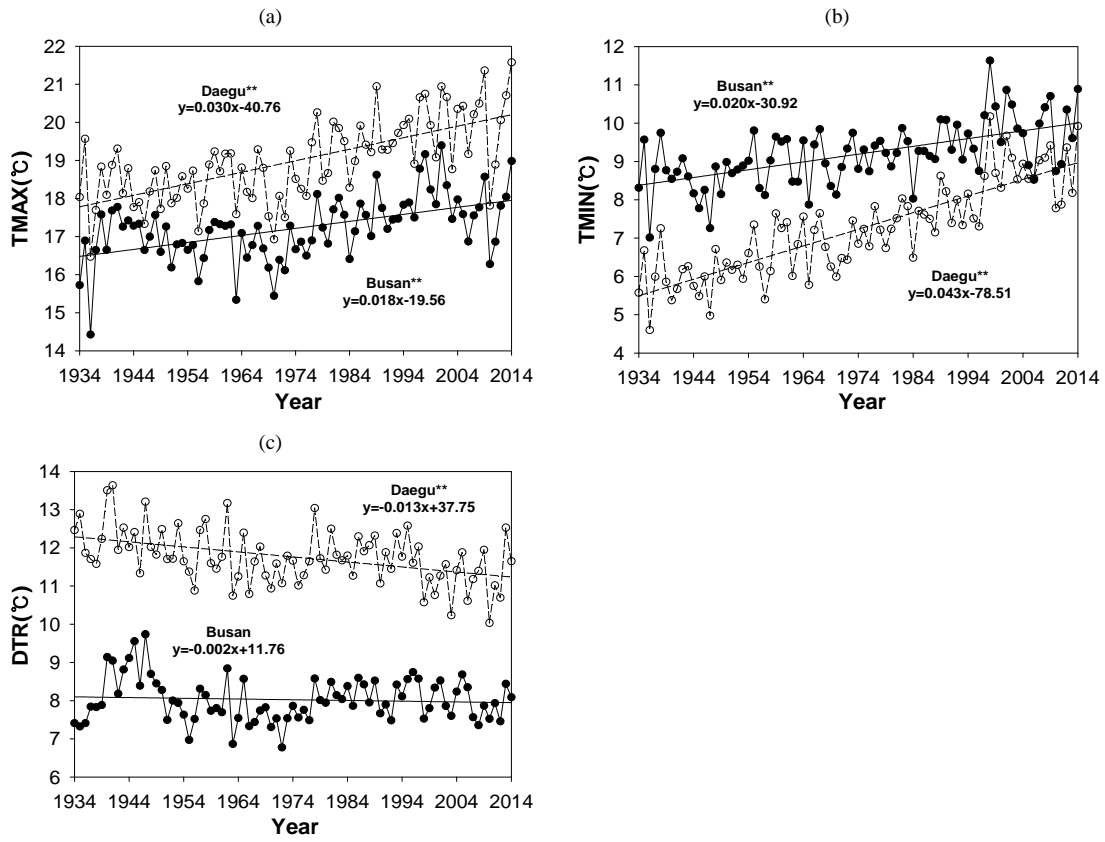 (a)
22
21
20
19
18
17
16
15
14
TMAX(℃)
Daegu**
y=0.030x-40.76
Busan**
y=0.018x-19.56
1934 1944 1954 1964 1974 1984 1994 2004 2014
Year
(b)
12
11
10
9
8
7
6
5
4
TMIN(℃)
Busan**
y=0.020x-30.92
Daegu**
y=0.043x-78.51
1934 1944 1954 1964 1974 1984 1994 2004 2014
Year
(c)
14
13
12
11
10
9
8
7
6
DTR(℃)
Daegu**
y=-0.013x+37.75
Busan
y=-0.002x+11.76
1934 1944 1954 1964 1974 1984 1994 2004 2014
Year